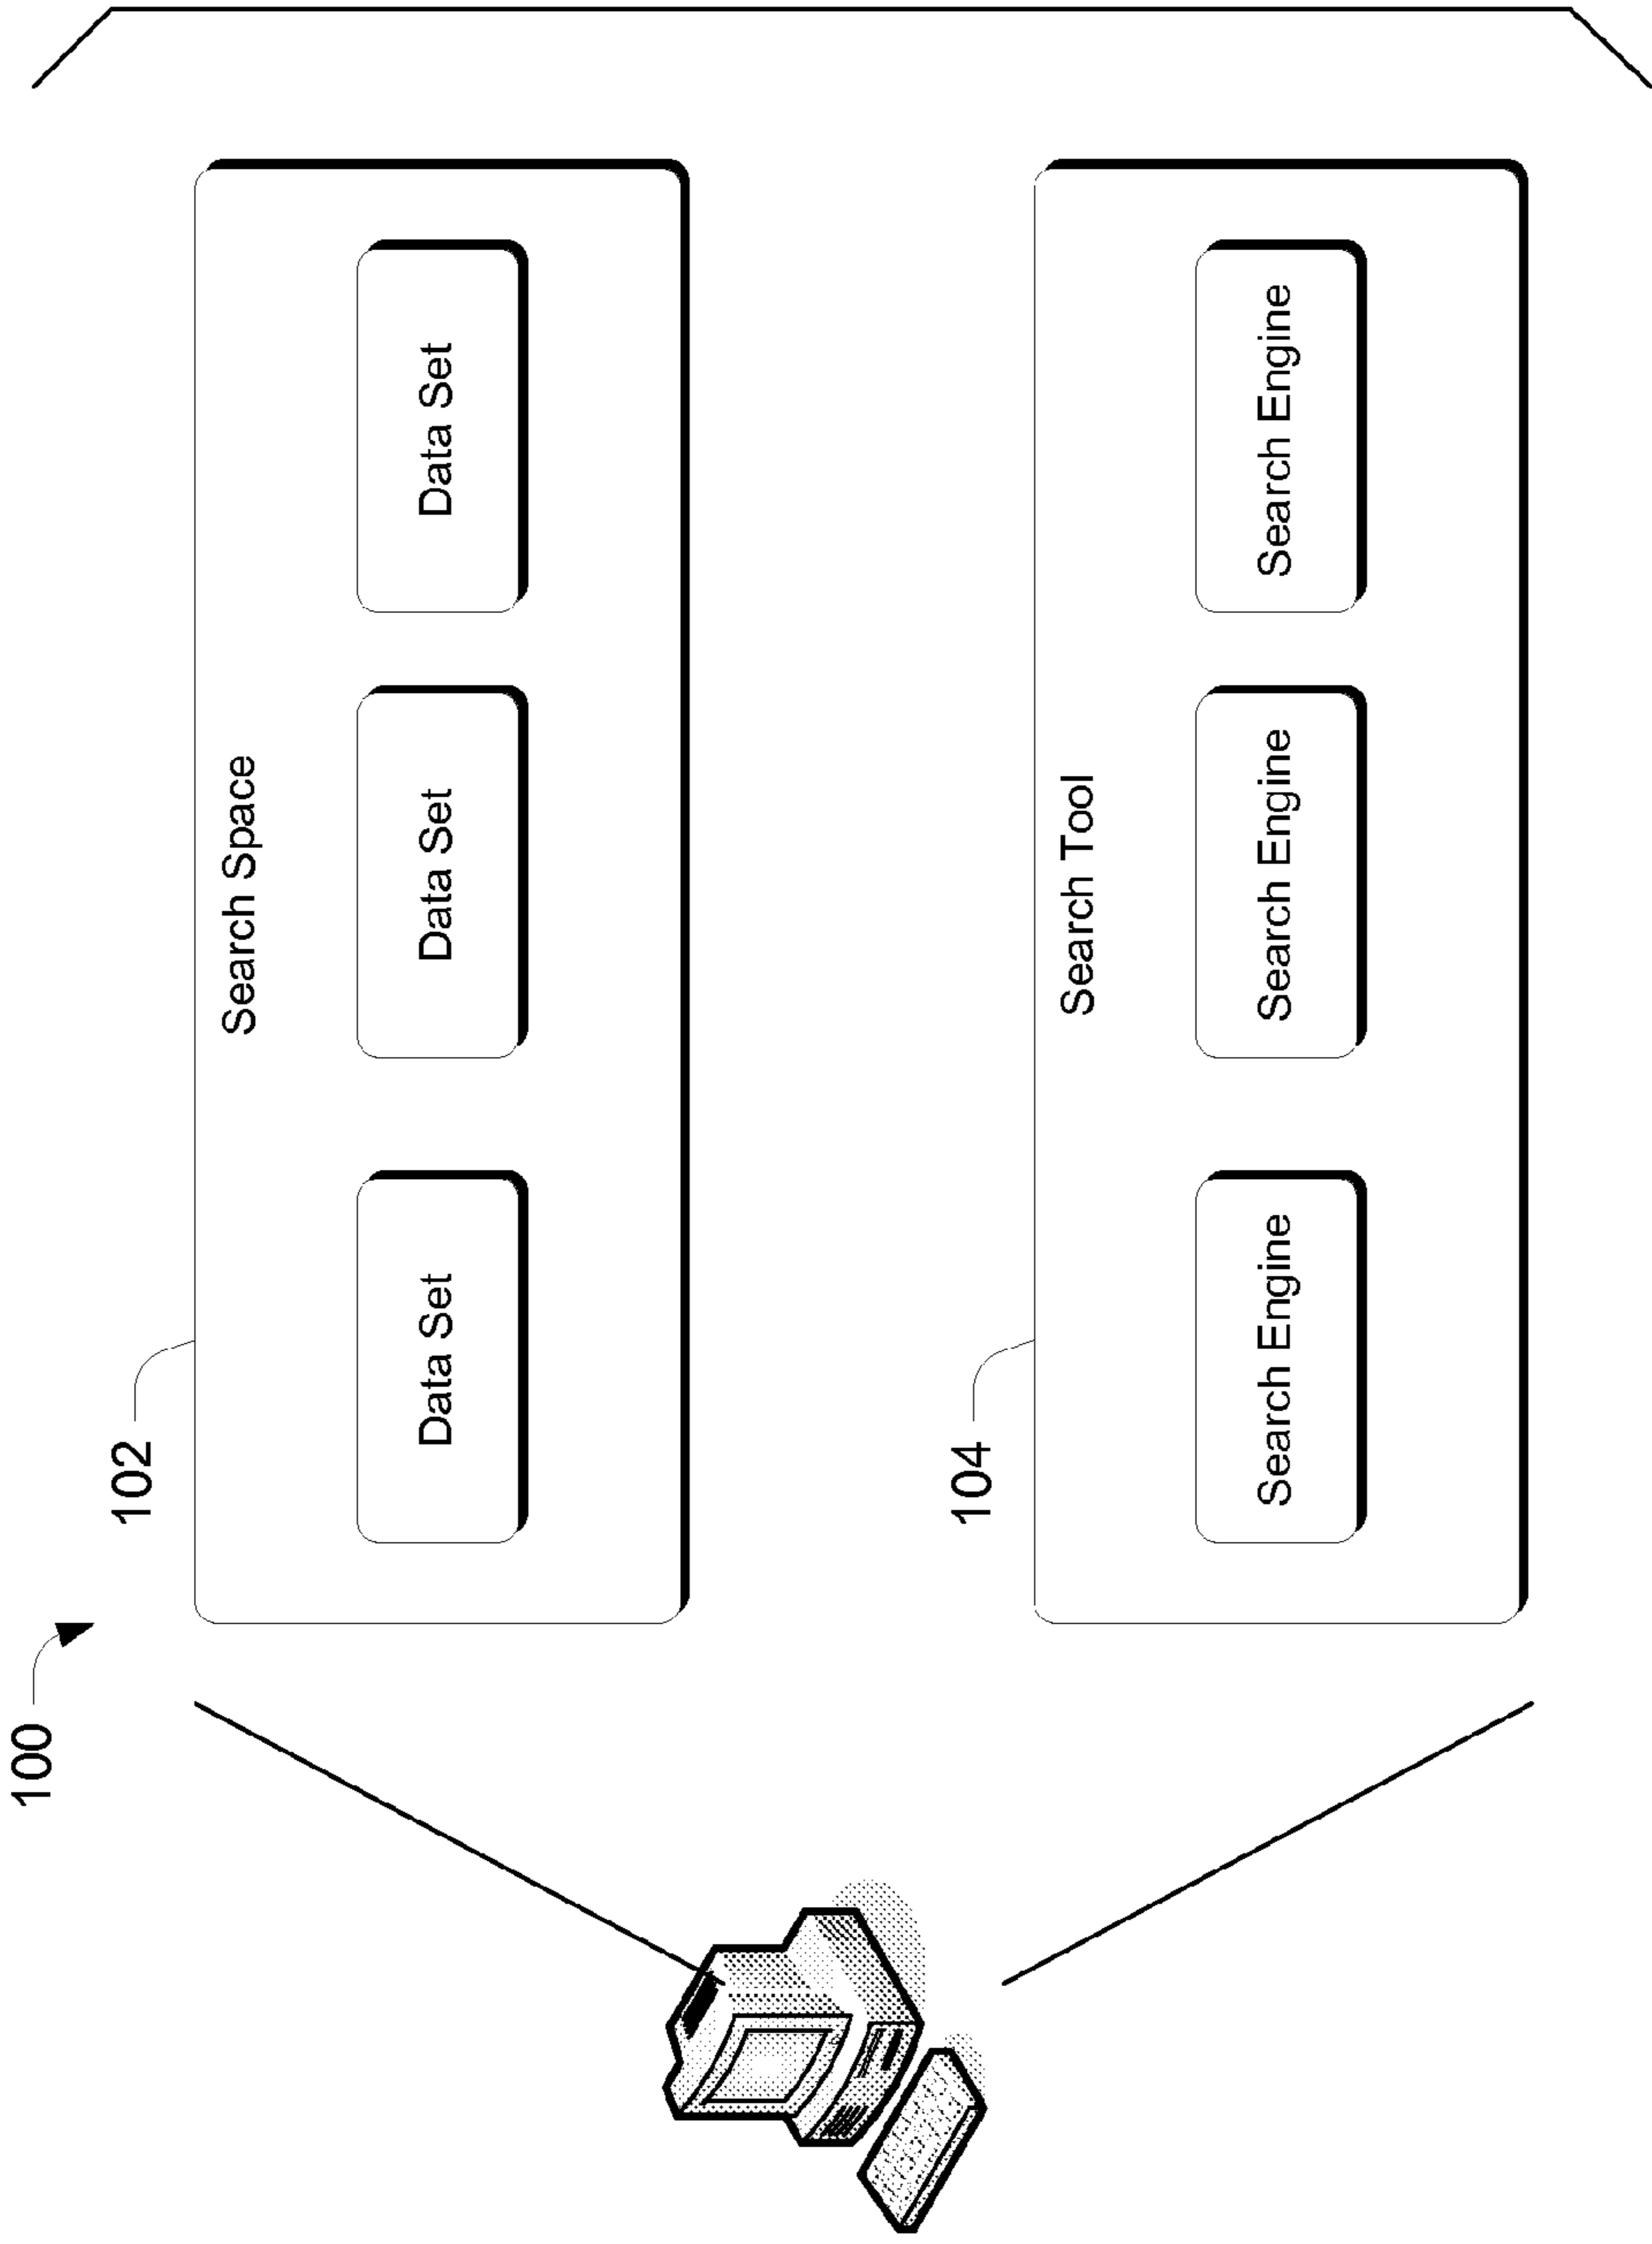 100
102
Search Space
Data Set
Data Set
Data Set
104
Search Tool
Search Engine
Search Engine
Search Engine